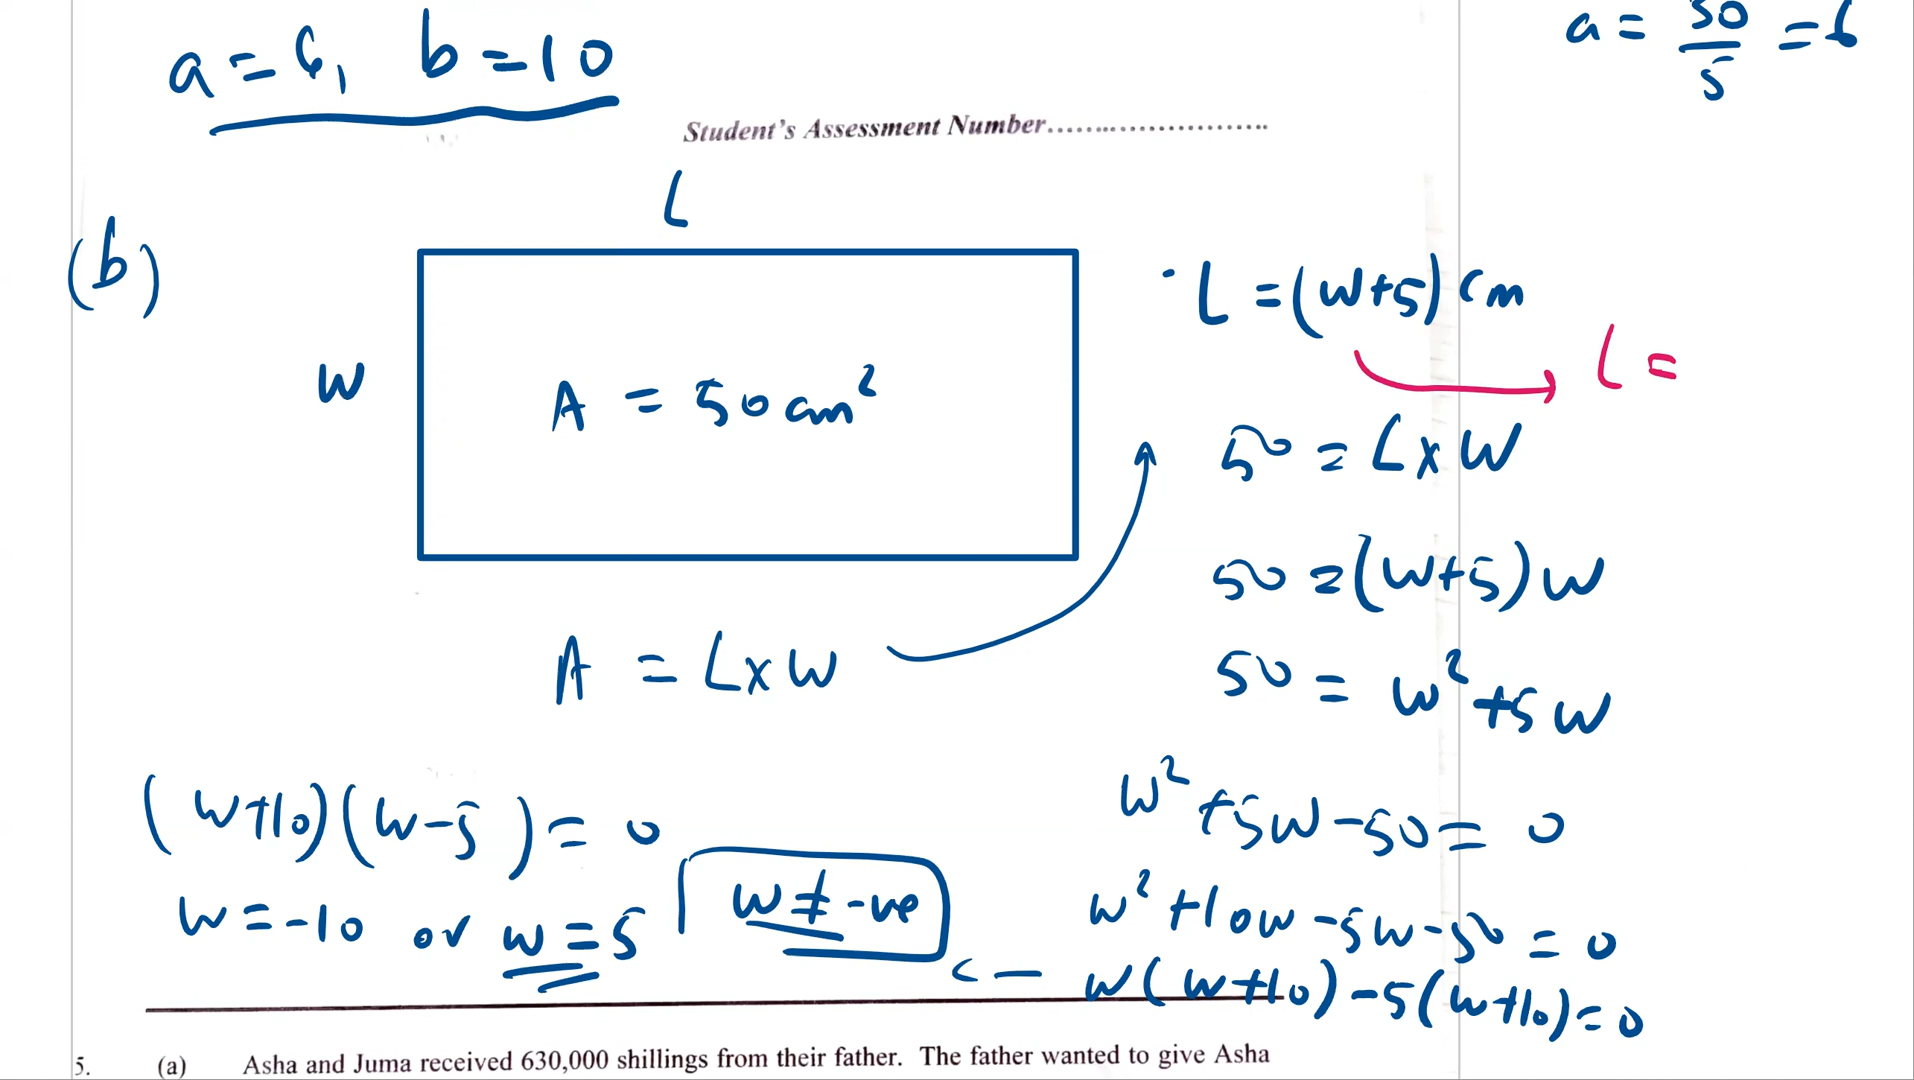 a = 6, b = 10
a = 30/5 = 6
Student's Assessment Number........................
L
(b)
L = (w+5) cm
L =
W
A = 50 cm²
50 = L x W
50 = (w+5) w
A = L x W
50 = w² + 5w
w² + 5w - 50 = 0
w² + 10w - 5w - 50 = 0
w(w+10) - 5(w+10) = 0
(w+10)(w-5) = 0
w = -10 or w = 5
w ≠ -ve
5. (a) Asha and Juma received 630,000 shillings from their father. The father wanted to give Asha